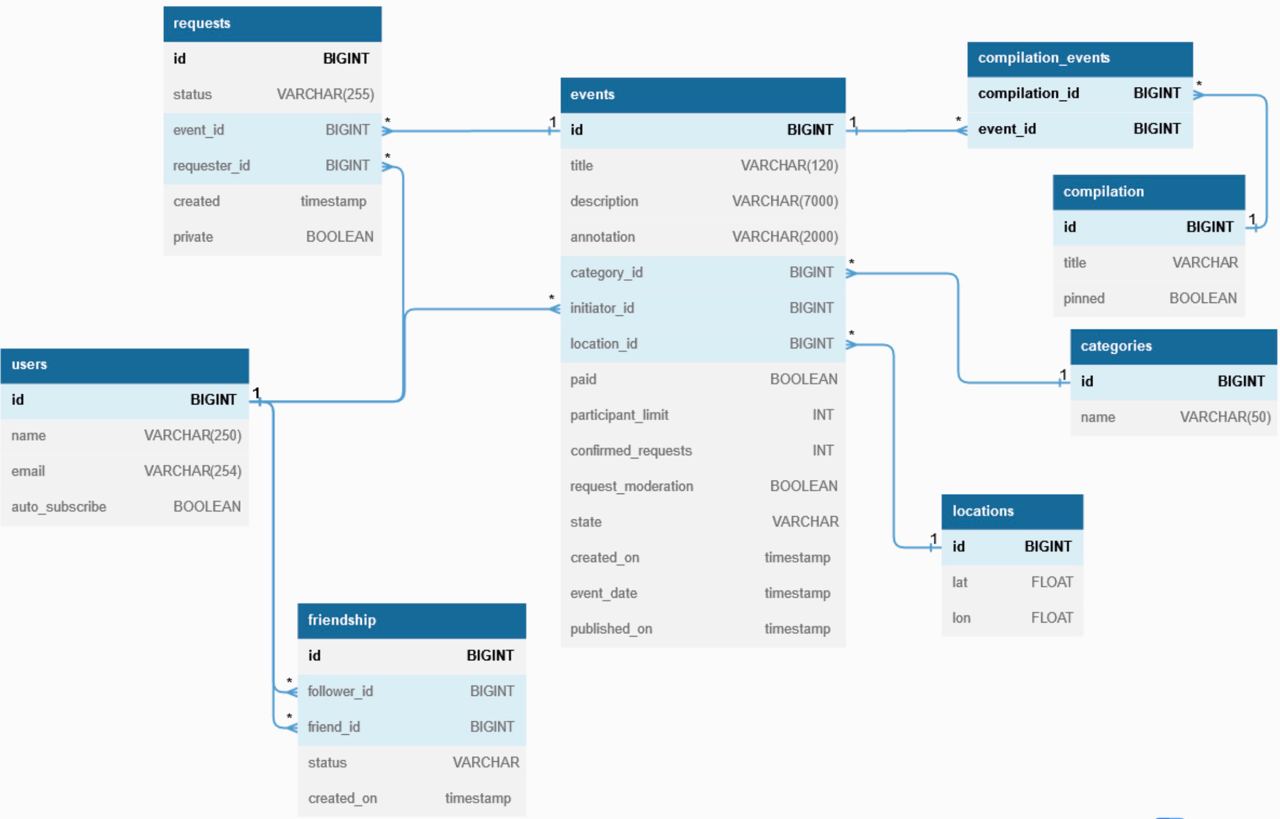 requests
id BIGINT
status VARCHAR(255)
event_id BIGINT *
requester_id BIGINT *
created timestamp
private BOOLEAN
events
1 id BIGINT 1
title VARCHAR(120)
description VARCHAR(7000)
annotation VARCHAR(2000)
category_id BIGINT *
* initiator_id BIGINT
location_id BIGINT *
paid BOOLEAN
participant_limit INT
confirmed_requests INT
request_moderation BOOLEAN
state VARCHAR
created_on timestamp
event_date timestamp
published_on timestamp
compilation_events
compilation_id BIGINT *
* event_id BIGINT
compilation
id BIGINT 1
title VARCHAR
pinned BOOLEAN
categories
1 id BIGINT
name VARCHAR(50)
locations
1 id BIGINT
lat FLOAT
lon FLOAT
users
id BIGINT 1
name VARCHAR(250)
email VARCHAR(254)
auto_subscribe BOOLEAN
friendship
id BIGINT
* follower_id BIGINT
* friend_id BIGINT
status VARCHAR
created_on timestamp